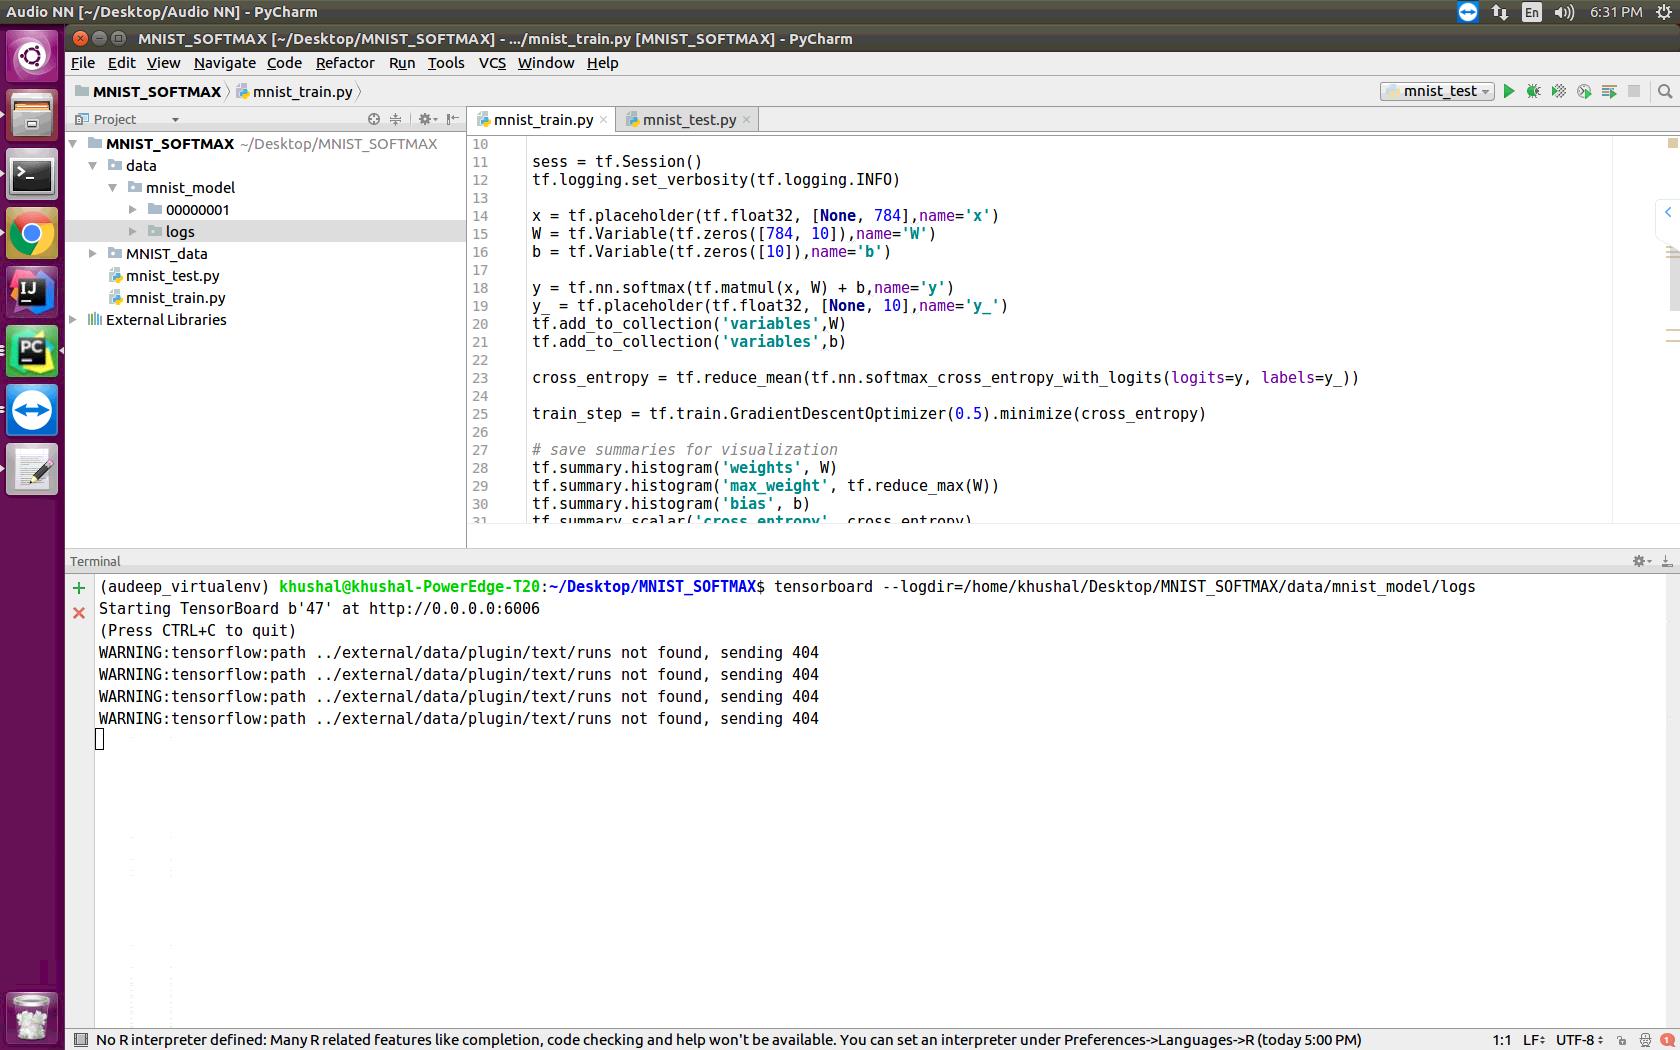 Audio NN [~/Desktop/Audio NN] - PyCharm
En
6:31 PM
MNIST_SOFTMAX [~/Desktop/MNIST_SOFTMAX] - .../mnist_train.py [MNIST_SOFTMAX] - PyCharm
File Edit View Navigate Code Refactor Run Tools VCS Window Help
MNIST_SOFTMAX mnist_train.py
mnist_test
Project
mnist_train.py mnist_test.py
MNIST_SOFTMAX ~/Desktop/MNIST_SOFTMAX
data
mnist_model
00000001
logs
MNIST_data
mnist_test.py
mnist_train.py
External Libraries
IJ
PC
10
11 sess = tf.Session()
12 tf.logging.set_verbosity(tf.logging.INFO)
13
14 x = tf.placeholder(tf.float32, [None, 784],name='x')
15 W = tf.Variable(tf.zeros([784, 10]),name='W')
16 b = tf.Variable(tf.zeros([10]),name='b')
17
18 y = tf.nn.softmax(tf.matmul(x, W) + b,name='y')
19 y_ = tf.placeholder(tf.float32, [None, 10],name='y_')
20 tf.add_to_collection('variables',W)
21 tf.add_to_collection('variables',b)
22
23 cross_entropy = tf.reduce_mean(tf.nn.softmax_cross_entropy_with_logits(logits=y, labels=y_))
24
25 train_step = tf.train.GradientDescentOptimizer(0.5).minimize(cross_entropy)
26
27 # save summaries for visualization
28 tf.summary.histogram('weights', W)
29 tf.summary.histogram('max_weight', tf.reduce_max(W))
30 tf.summary.histogram('bias', b)
31 tf.summary.scalar('cross_entropy', cross_entropy)
Terminal
(audeep_virtualenv) khushal@khushal-PowerEdge-T20:~/Desktop/MNIST_SOFTMAX$ tensorboard --logdir=/home/khushal/Desktop/MNIST_SOFTMAX/data/mnist_model/logs
Starting TensorBoard b'47' at http://0.0.0.0:6006
(Press CTRL+C to quit)
WARNING:tensorflow:path ../external/data/plugin/text/runs not found, sending 404
WARNING:tensorflow:path ../external/data/plugin/text/runs not found, sending 404
WARNING:tensorflow:path ../external/data/plugin/text/runs not found, sending 404
WARNING:tensorflow:path ../external/data/plugin/text/runs not found, sending 404
No R interpreter defined: Many R related features like completion, code checking and help won't be available. You can set an interpreter under Preferences->Languages->R (today 5:00 PM)
1:1 LF UTF-8 1